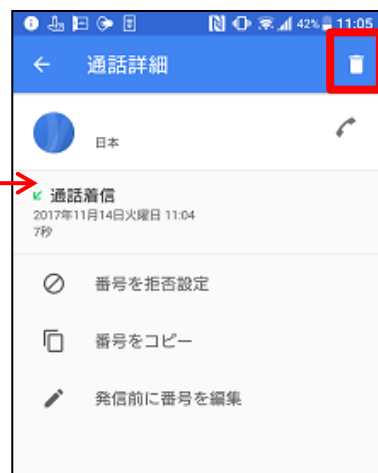 42% 11:05
通話詳細
日本
通話着信
2017年11月14日火曜日 11:04
7秒
番号を拒否設定
番号をコピー
発信前に番号を編集